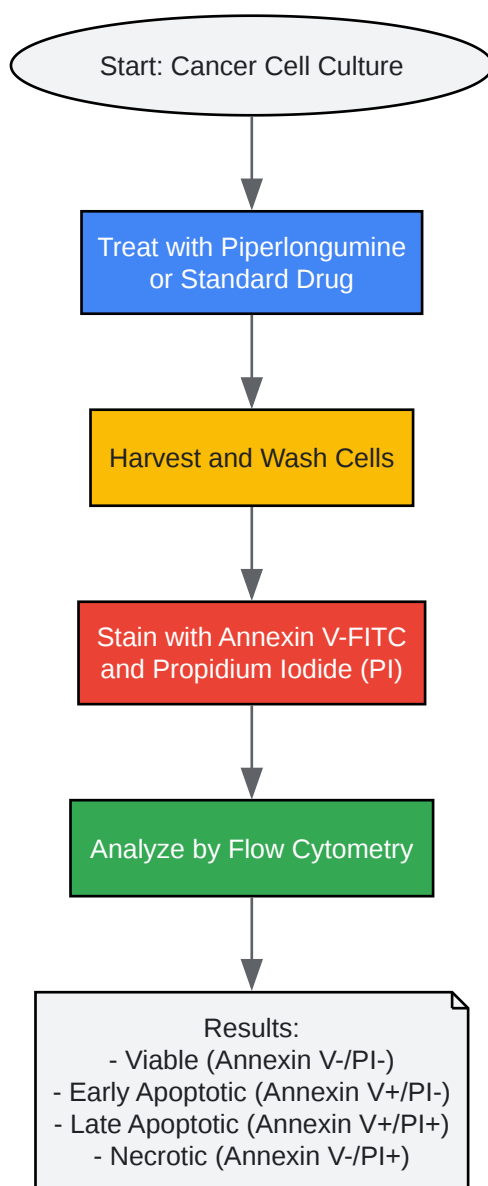 Start: Cancer Cell Culture
Treat with Piperlongumine
or Standard Drug
Harvest and Wash Cells
Stain with Annexin V-FITC
and Propidium Iodide (PI)
Analyze by Flow Cytometry
Results:
- Viable (Annexin V-/PI-)
- Early Apoptotic (Annexin V+/PI-)
- Late Apoptotic (Annexin V+/PI+)
- Necrotic (Annexin V-/PI+)